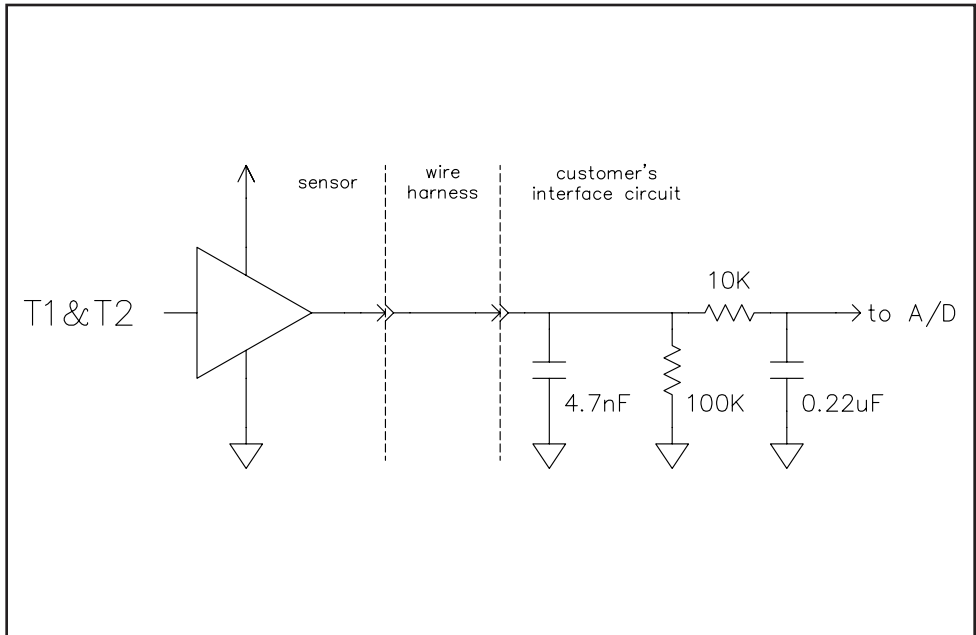 sensor
wire
harness
customer's
interface circuit
10K
T1&T2
to A/D
4.7nF
100K
0.22uF